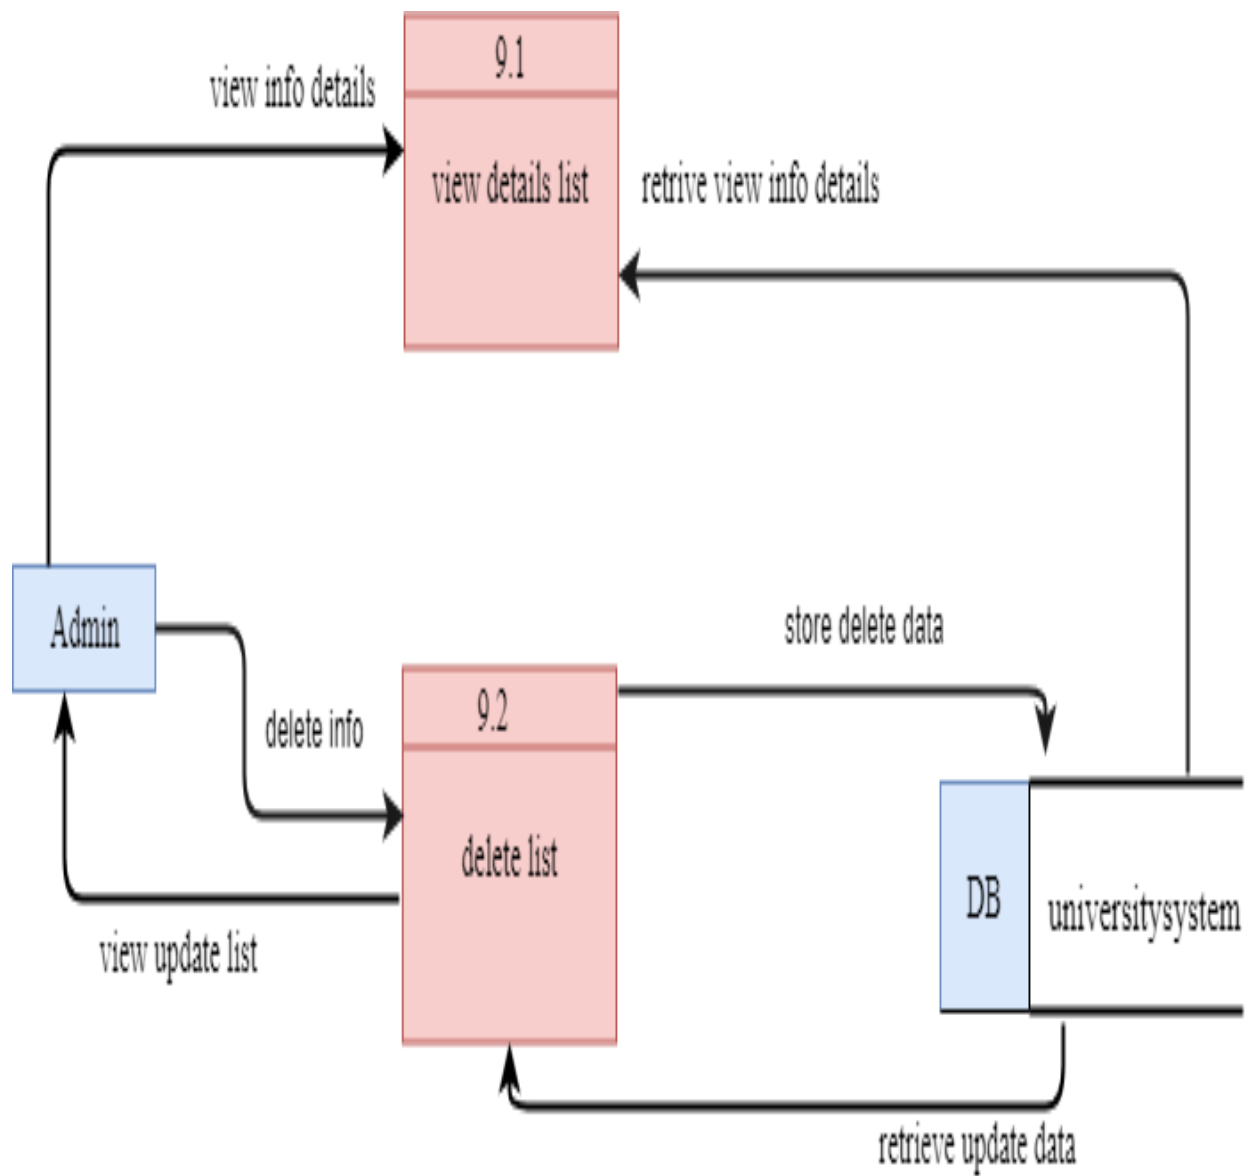 9.1
view info details
view details list
retrive view info details
Admin
store delete data
9.2
delete info
delete list
DB
universitysystem
view update list
retrieve update data